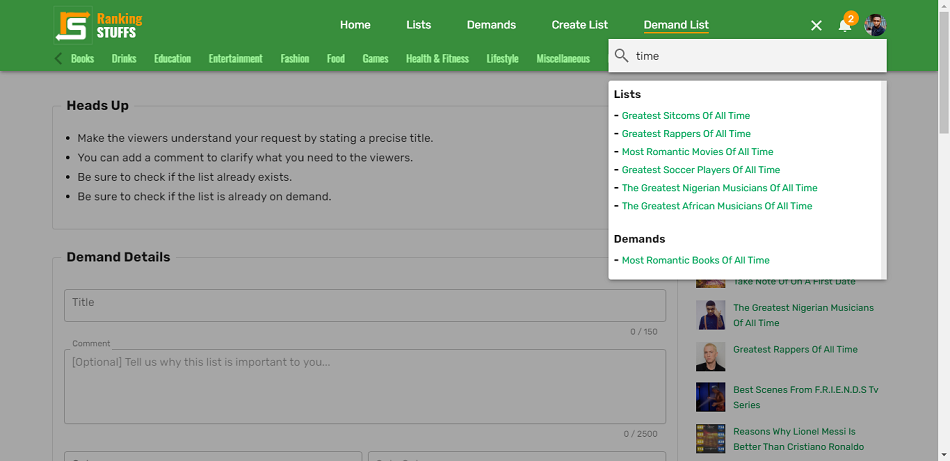 Ranking
STUFFS
Home Lists Demands Create List Demand List
2
Books Drinks Education Entertainment Fashion Food Games Health & Fitness Lifestyle Miscellaneous
time
Lists
- Greatest Sitcoms Of All Time
- Greatest Rappers Of All Time
- Most Romantic Movies Of All Time
- Greatest Soccer Players Of All Time
- The Greatest Nigerian Musicians Of All Time
- The Greatest African Musicians Of All Time
Demands
- Most Romantic Books Of All Time
Heads Up
• Make the viewers understand your request by stating a precise title.
• You can add a comment to clarify what you need to the viewers.
• Be sure to check if the list already exists.
• Be sure to check if the list is already on demand.
Demand Details
Title
0 / 150
Comment
[Optional] Tell us why this list is important to you...
0 / 2500
Take Note Of On A First Date
The Greatest Nigerian Musicians
Of All Time
Greatest Rappers Of All Time
Best Scenes From F.R.I.E.N.D.S Tv
Series
Reasons Why Lionel Messi Is
Better Than Cristiano Ronaldo